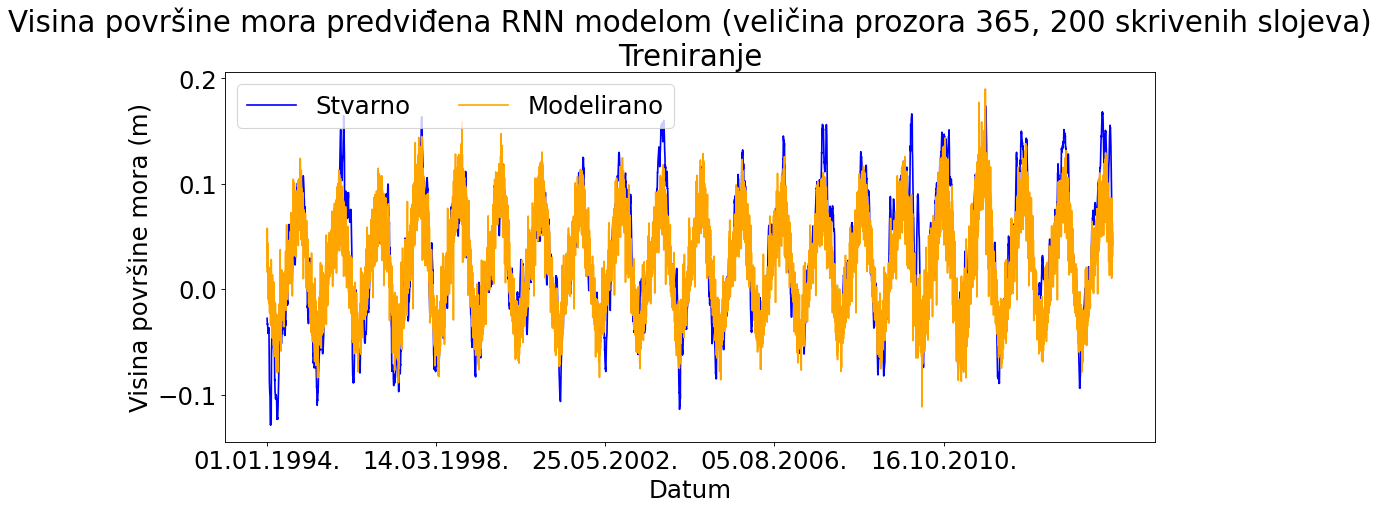 Visina površine mora predviđena RNN modelom (veličina prozora 365, 200 skrivenih slojeva)
Treniranje
Stvarno
Modelirano
Visina površine mora (m)
0.2
0.1
0.0
−0.1
01.01.1994.
14.03.1998.
25.05.2002.
05.08.2006.
16.10.2010.
Datum